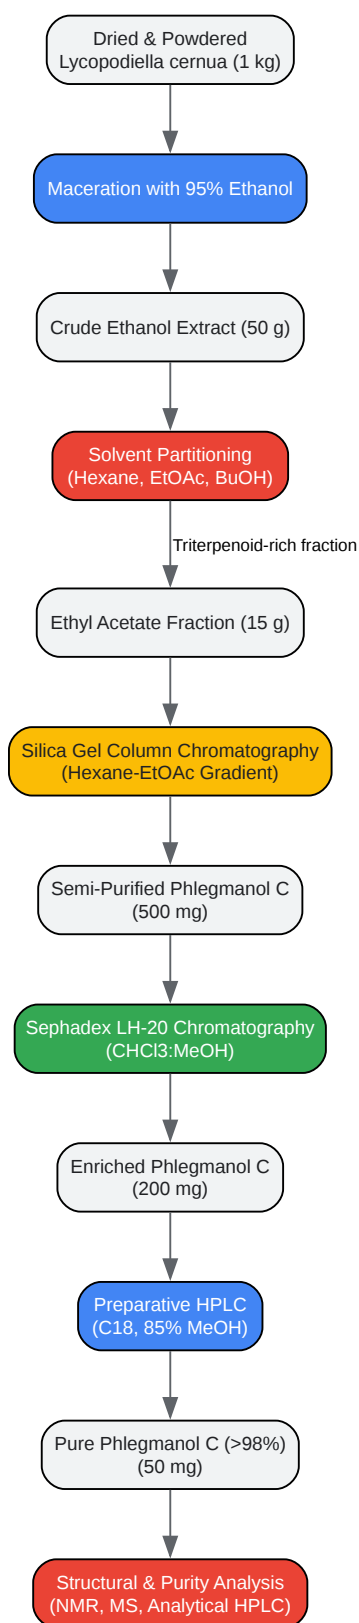 Dried & Powdered
Lycopodiella cernua (1 kg)
Maceration with 95% Ethanol
Crude Ethanol Extract (50 g)
Solvent Partitioning
(Hexane, EtOAc, BuOH)
Triterpenoid-rich fraction
Ethyl Acetate Fraction (15 g)
Silica Gel Column Chromatography
(Hexane-EtOAc Gradient)
Semi-Purified Phlegmanol C
(500 mg)
Sephadex LH-20 Chromatography
(CHCl3:MeOH)
Enriched Phlegmanol C
(200 mg)
Preparative HPLC
(C18, 85% MeOH)
Pure Phlegmanol C (>98%)
(50 mg)
Structural & Purity Analysis
(NMR, MS, Analytical HPLC)